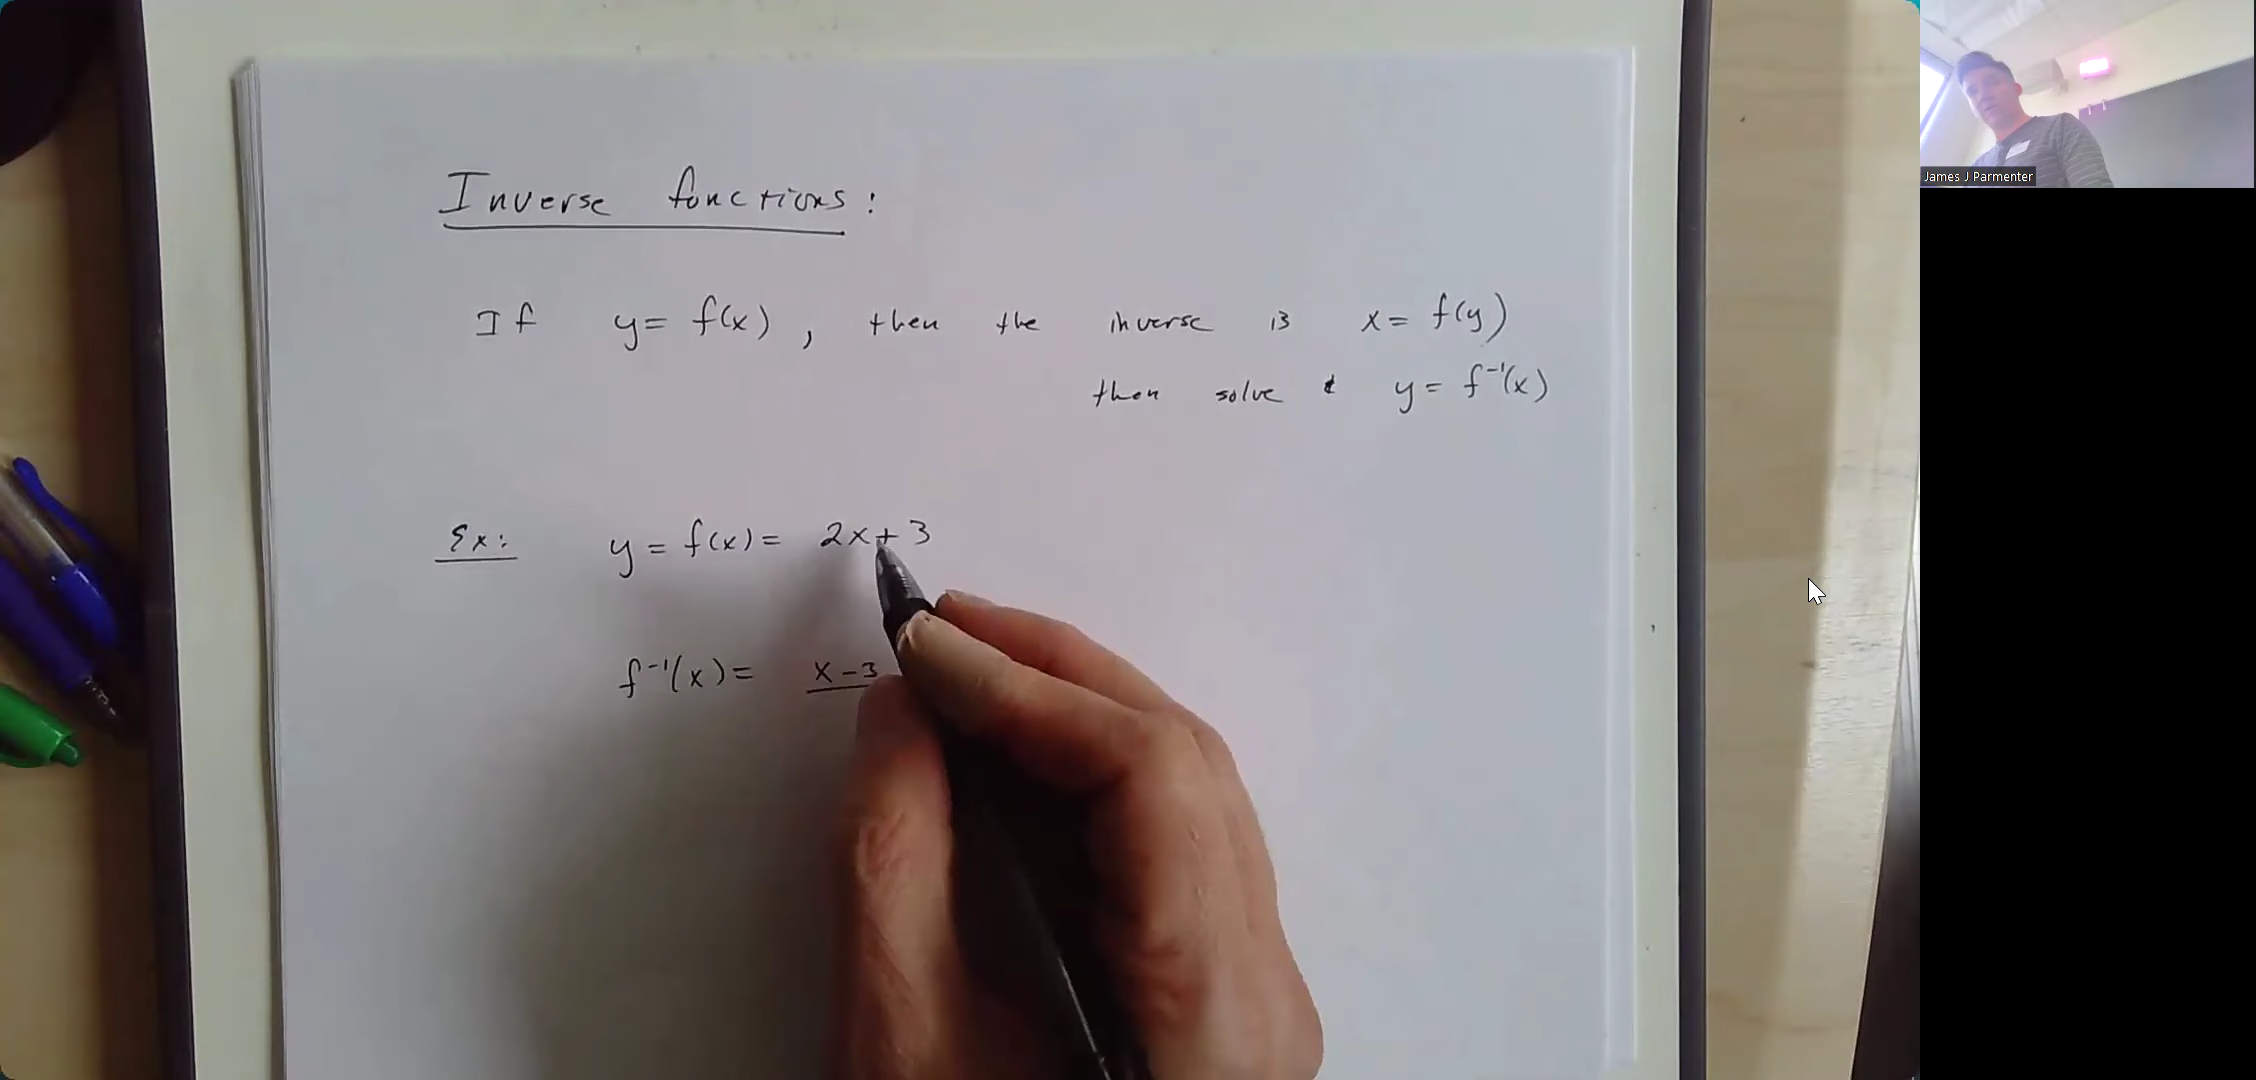 Inverse functions:
If y = f(x), then the inverse is x = f(y)
then solve & y = f⁻¹(x)
Ex: y = f(x) = 2x + 3
f⁻¹(x) = x - 3
James J Parmenter